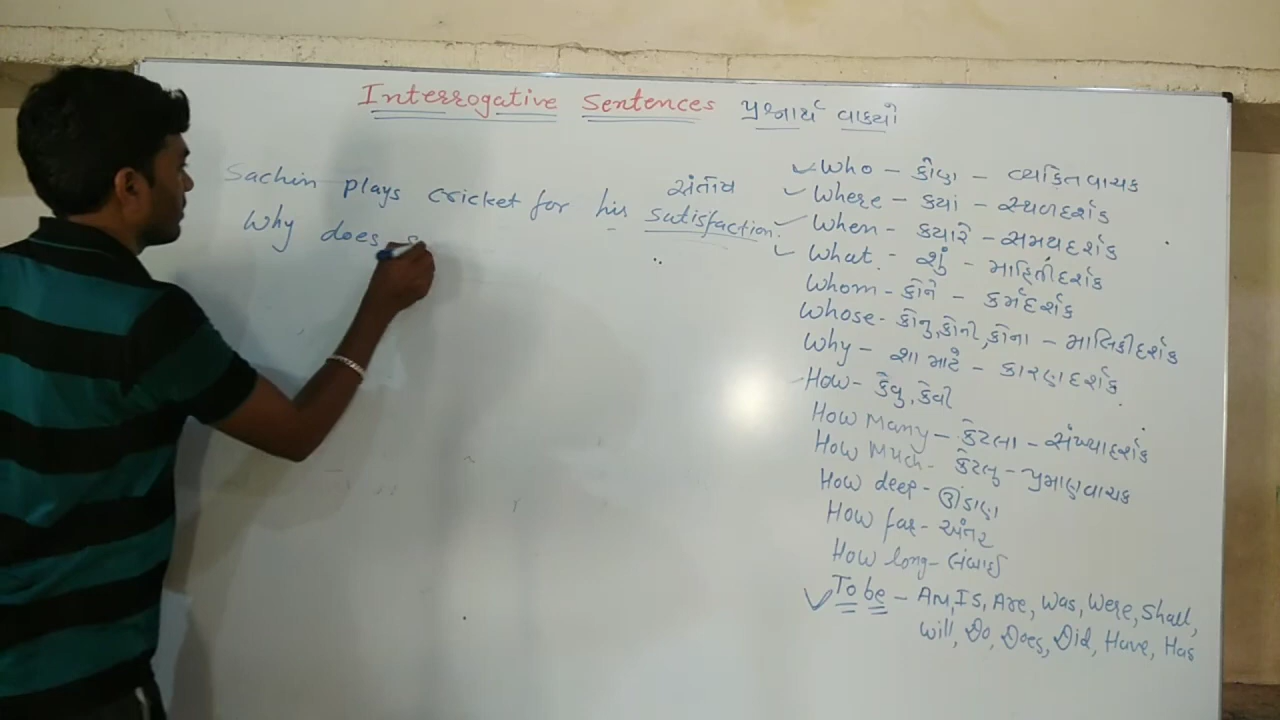 Interrogative Sentences પ્રશ્નાર્થ વાક્યો
Sachin plays cricket for his satisfaction.
સંતોષ
Why does s
Who - કોણ - વ્યકિતવાચક
Where - કયાં - સ્થળદર્શક
When - કયારે - સમયદર્શક
What - શું - માહિતીદર્શક
Whom - કોને - કર્મદર્શક
Whose - કોનુ, કોની, કોના - માલિકીદર્શક
Why - શા માટે - કારણદર્શક
How - કેવુ, કેવી
How Many - કેટલા - સંખ્યાદર્શક
How Much - કેટલુ - પ્રમાણવાચક
How deep - ઊંડાણ
How far - અંતર
How long - લંબાઈ
To be - Am, Is, Are, Was, Were, Shall,
Will, Do, Does, Did, Have, Has